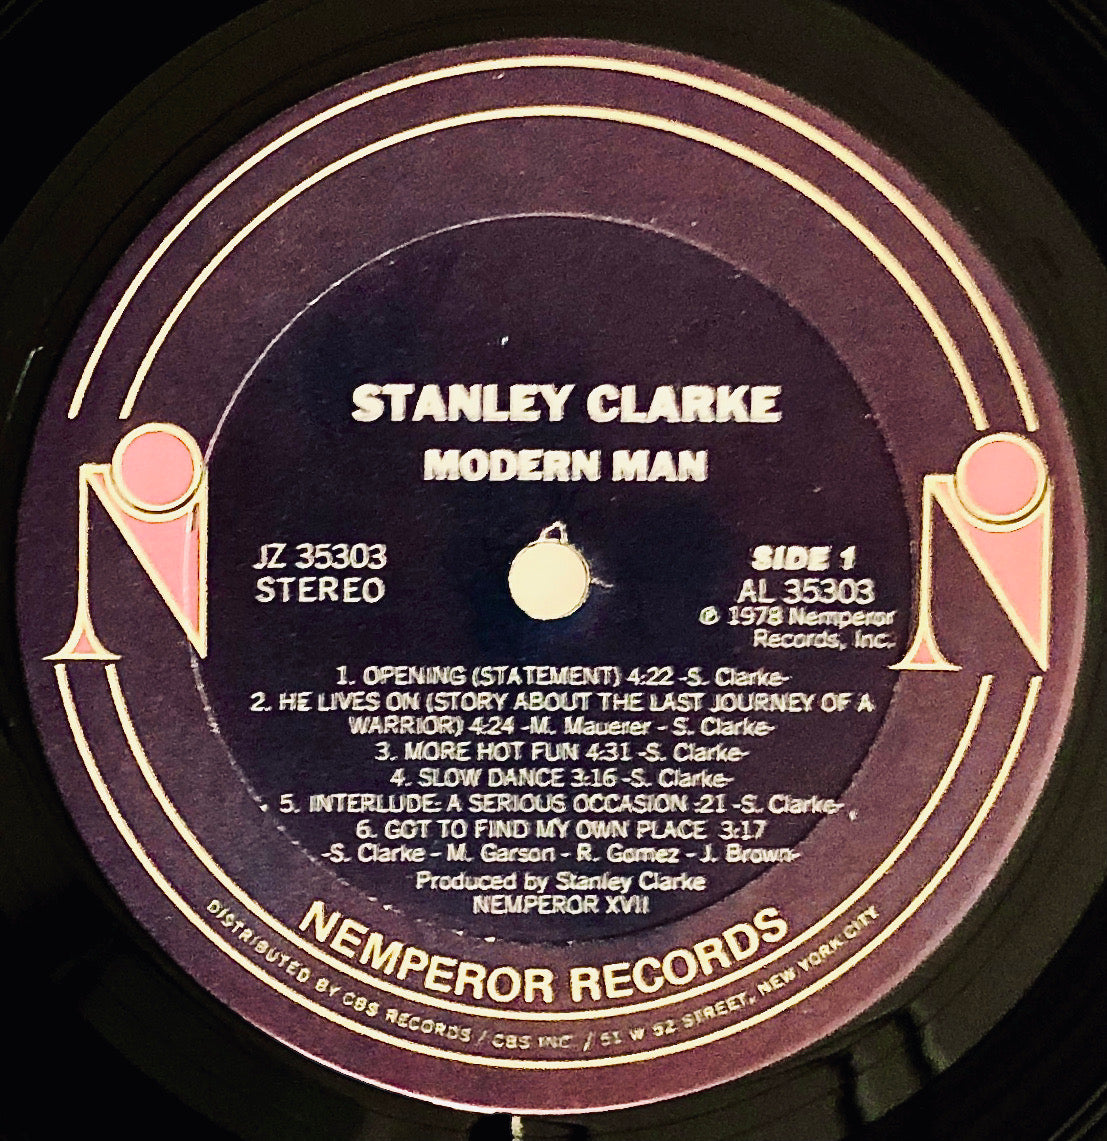 STANLEY CLARKE
MODERN MAN
JZ 35303
STEREO
SIDE 1
AL 35303
℗ 1978 Nemperor
Records, Inc.
1. OPENING (STATEMENT) 4:22 -S. Clarke-
2. HE LIVES ON (STORY ABOUT THE LAST JOURNEY OF A
WARRIOR) 4:24 -M. Mauerer - S. Clarke-
3. MORE HOT FUN 4:31 -S. Clarke-
4. SLOW DANCE 3:16 -S. Clarke-
5. INTERLUDE: A SERIOUS OCCASION :21 -S. Clarke-
6. GOT TO FIND MY OWN PLACE 3:17
-S. Clarke - M. Garson - R. Gomez - J. Brown-
Produced by Stanley Clarke
NEMPEROR XVII
NEMPEROR RECORDS
DISTRIBUTED BY CBS RECORDS / CBS INC. / 51 W 52 STREET, NEW YORK CITY